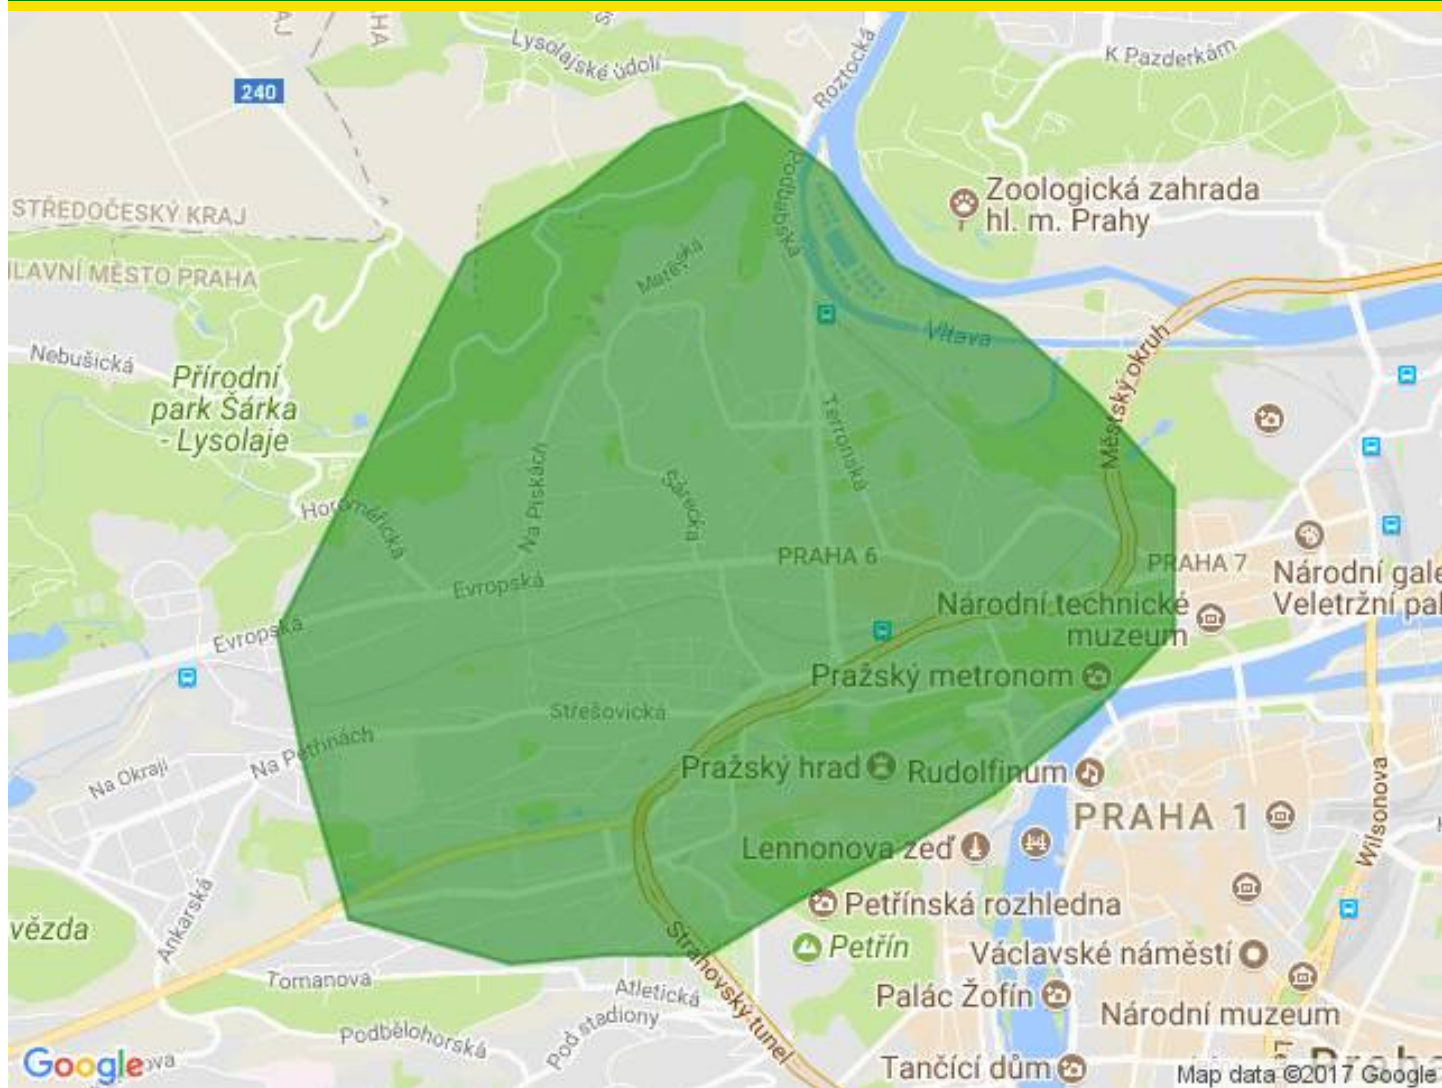 Lysolajské údolí
Roztocká
K Pazderkám
240
Podbabská
Zoologická zahrada
hl. m. Prahy
STŘEDOČESKÝ KRAJ
HLAVNÍ MĚSTO PRAHA
Vltava
Městský okruh
Nebušická
Přírodní
park Šárka
- Lysolaje
Terronská
Horoměřická
Na Pískách
PRAHA 6
PRAHA 7
Evropská
Národní gale
Veletržní pal
Národní technické
muzeum
Evropská
Pražský metronom
Střešovická
Na Petřinách
Na Okraji
Pražský hrad
Rudolfinum
PRAHA 1
Wilsonova
Lennonova zeď
Ankarská
vězda
Petřínská rozhledna
Petřín
Strahovský tunel
Václavské náměstí
Tomanova
Atletická
Palác Žofín
Národní muzeum
Podbělohorská
Pod stadiony
Tančící dům
Google
Map data ©2017 Google